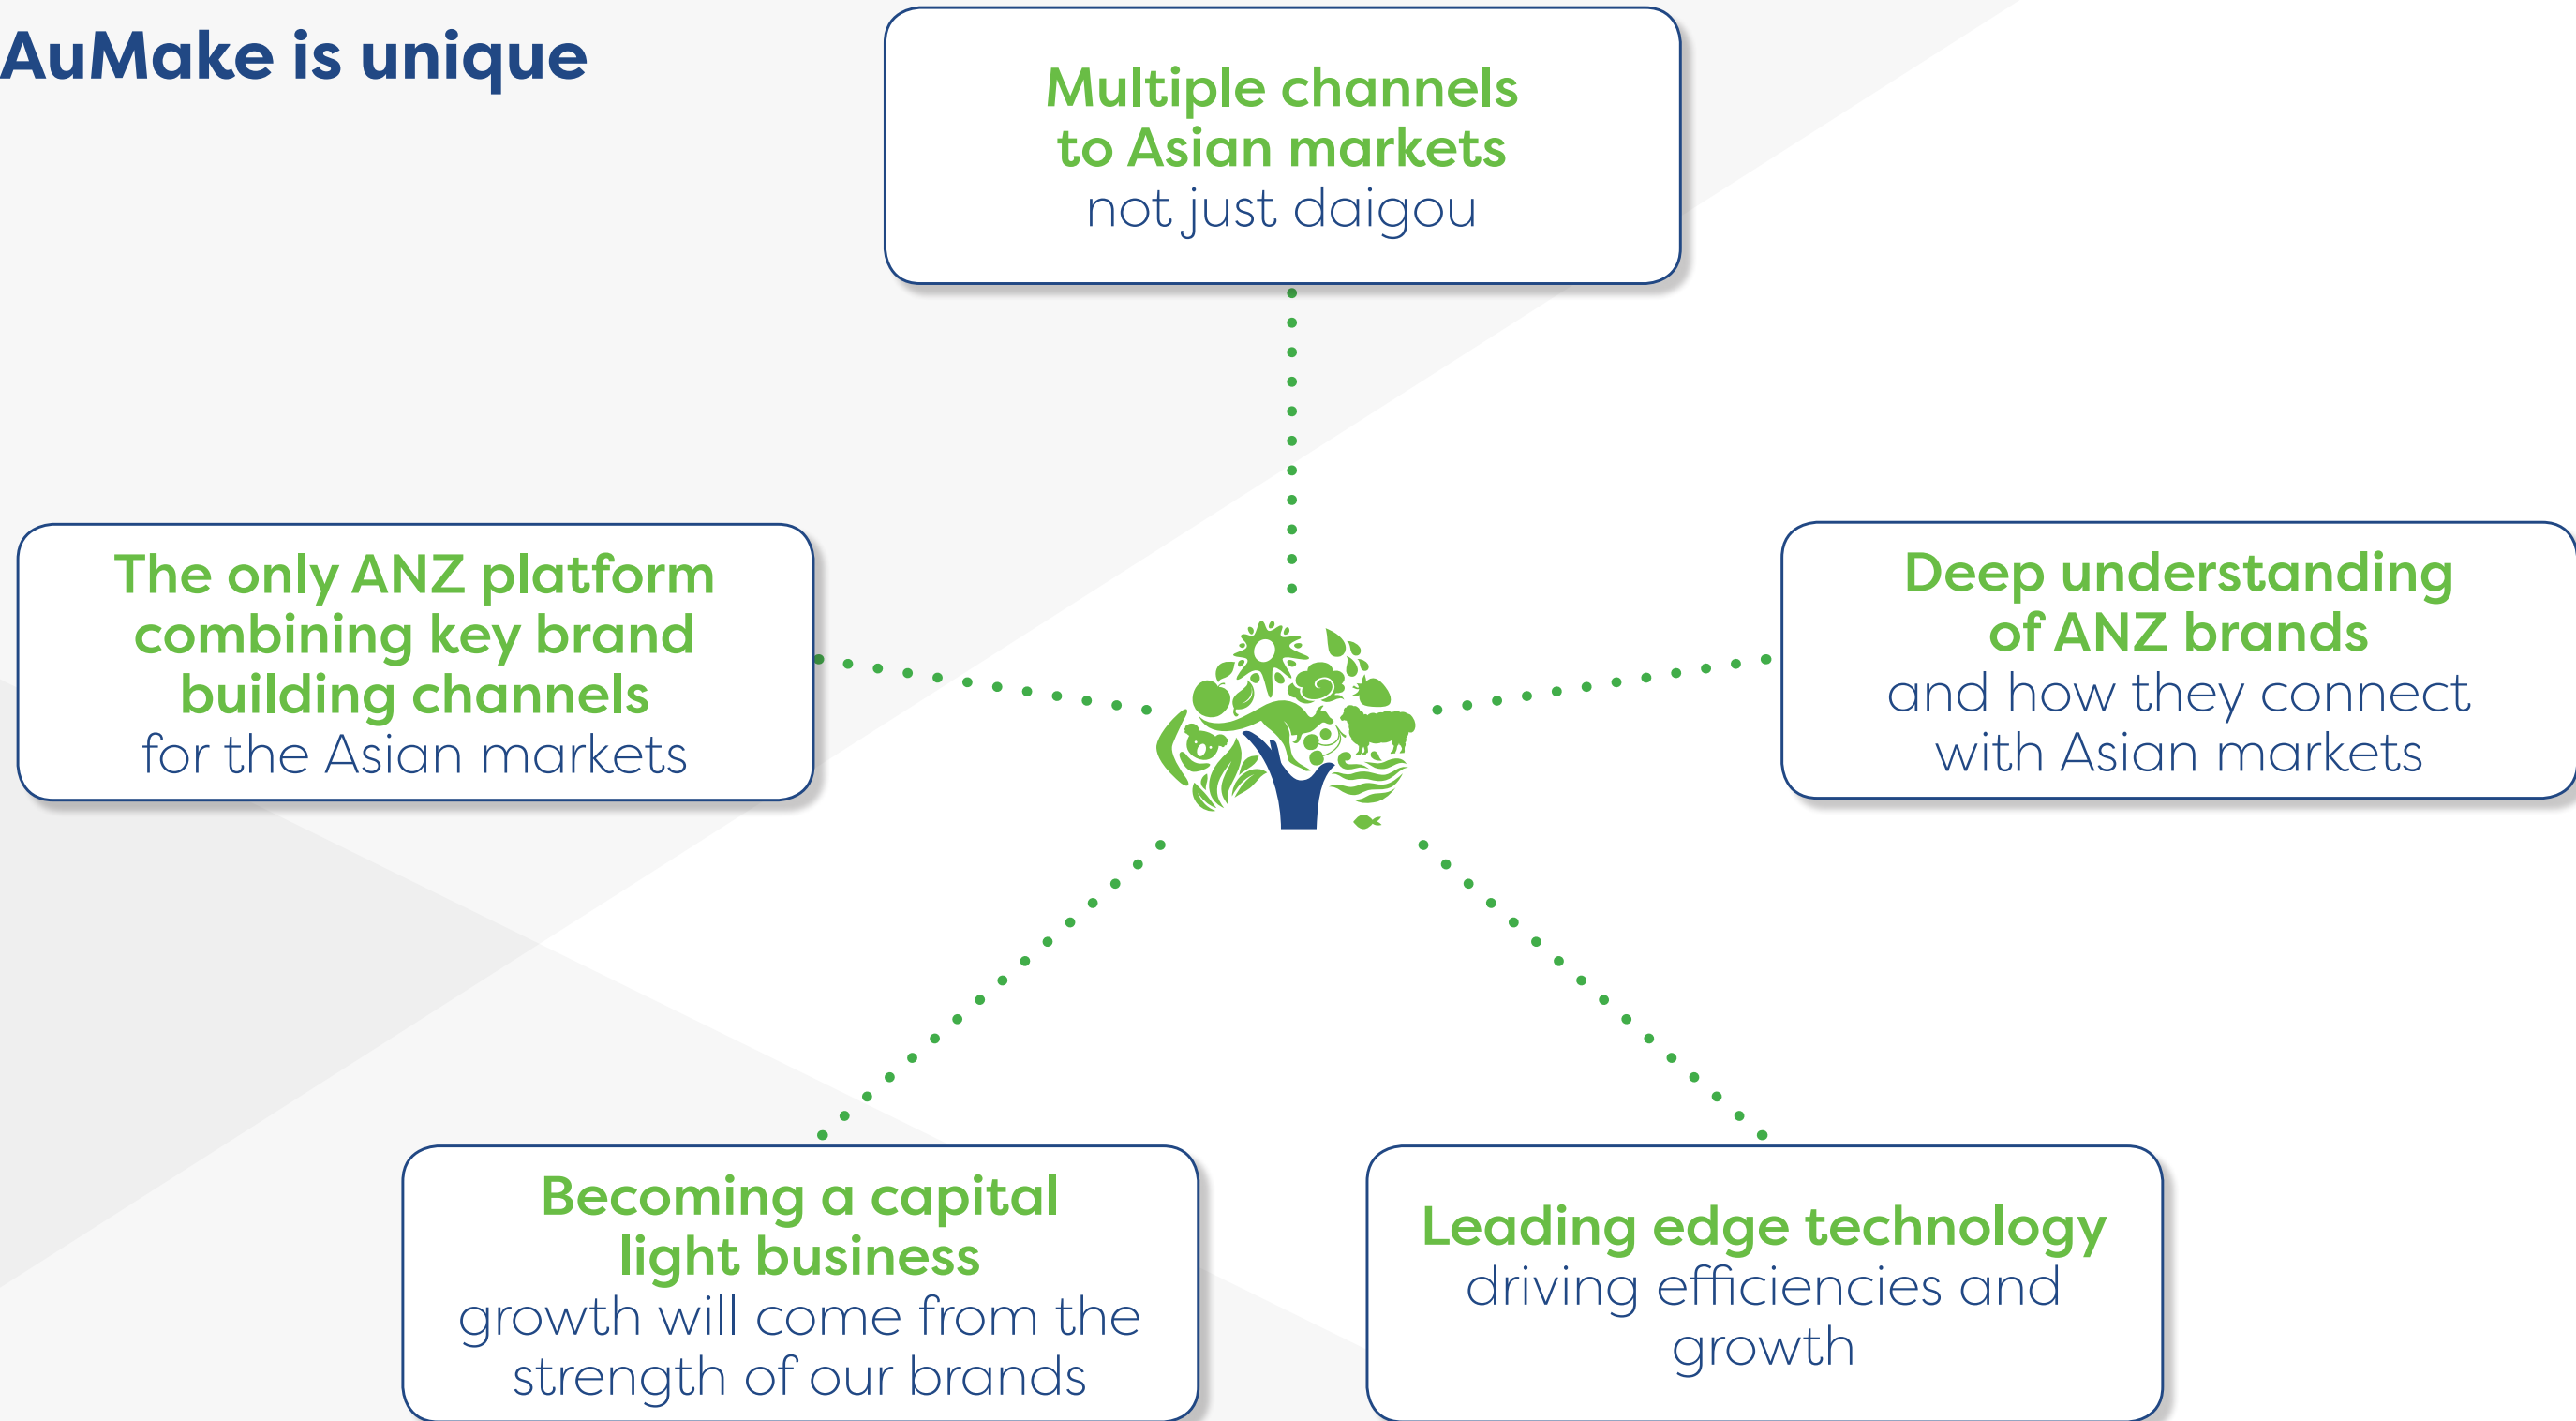 AuMake is unique
Multiple channels
to Asian markets
not just daigou
The only ANZ platform
combining key brand
building channels
for the Asian markets
Deep understanding
of ANZ brands
and how they connect
with Asian markets
Becoming a capital
light business
growth will come from the
strength of our brands
Leading edge technology
driving efficiencies and
growth